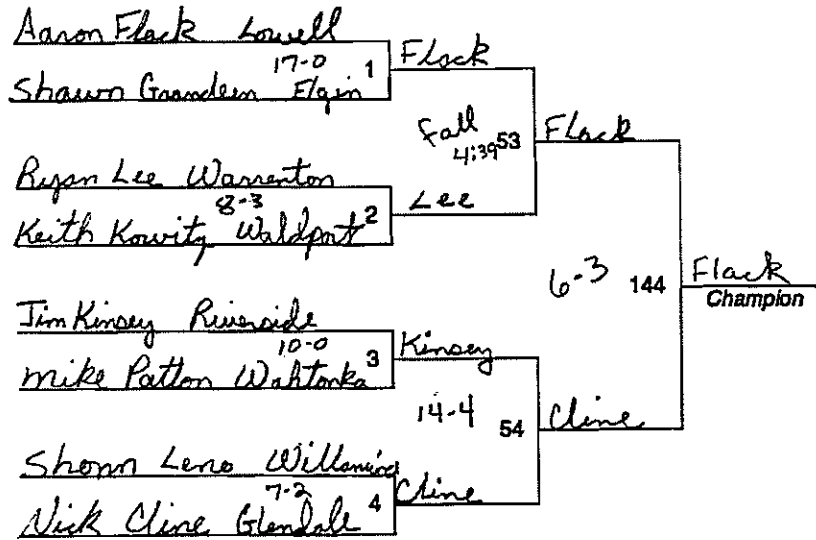 Aaron Flack Lowell
17-0 1 Flack
Shawn Grandein Elgin
Fall 4:39 53 Flack
Ryan Lee Warrenton
8-3 2 Lee
Keith Kowitz Waldport
6-3 144 Flack
Champion
Jim Kinsey Riverside
10-0 3 Kinsey
Mike Patton Wahtonka
14-4 54 Cline
Shonn Leno Willamina
7-2 4 Cline
Nick Cline Glendale